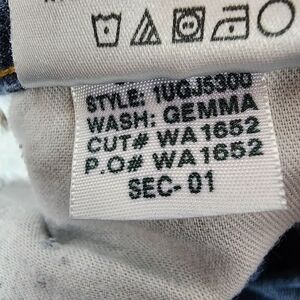 STYLE: 1UGJ5300
WASH: GEMMA
CUT# WA1652
P.O# WA1652
SEC- 01